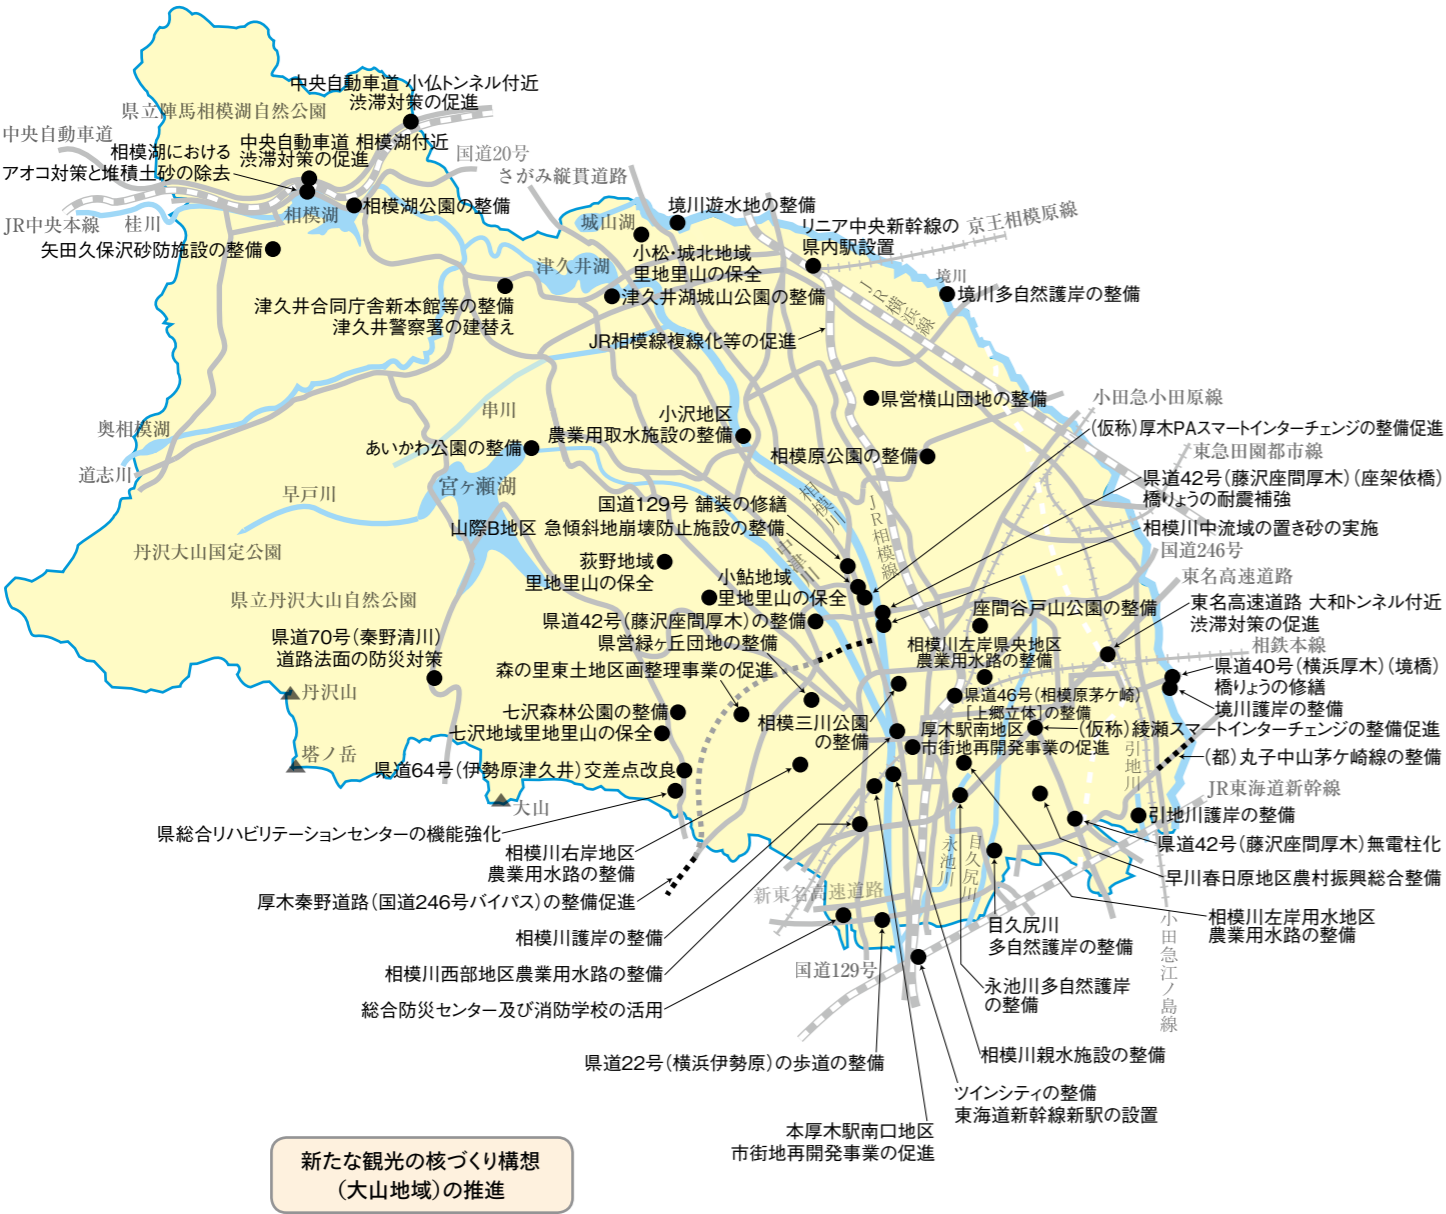 中央自動車道 小仏トンネル付近
渋滞対策の促進
県立陣馬相模湖自然公園
中央自動車道
相模湖における
アオコ対策と堆積土砂の除去
中央自動車道 相模湖付近
渋滞対策の促進
国道20号
さがみ縦貫道路
JR中央本線
桂川
相模湖
相模湖公園の整備
矢田久保沢砂防施設の整備
城山湖
境川遊水地の整備
小松・城北地域
里地里山の保全
リニア中央新幹線の
県内駅設置
京王相模原線
津久井湖
津久井湖城山公園の整備
境川
境川多自然護岸の整備
津久井合同庁舎新本館等の整備
津久井警察署の建替え
JR横浜線
JR相模線複線化等の促進
県営横山団地の整備
小田急小田原線
(仮称)厚木PAスマートインターチェンジの整備促進
串川
小沢地区
農業用取水施設の整備
奥相模湖
道志川
あいかわ公園の整備
相模原公園の整備
東急田園都市線
県道42号(藤沢座間厚木)(座架依橋)
橋りょうの耐震補強
宮ヶ瀬湖
早戸川
相模川
JR相模線
国道129号 舗装の修繕
山際B地区 急傾斜地崩壊防止施設の整備
中津川
相模川中流域の置き砂の実施
国道246号
丹沢大山国定公園
荻野地域
里地里山の保全
小鮎地域
里地里山の保全
東名高速道路
県立丹沢大山自然公園
県道42号(藤沢座間厚木)の整備
県営緑ヶ丘団地の整備
座間谷戸山公園の整備
東名高速道路 大和トンネル付近
渋滞対策の促進
県道70号(秦野清川)
道路法面の防災対策
相模川左岸県央地区
農業用水路の整備
相鉄本線
森の里東土地区画整理事業の促進
県道40号(横浜厚木)(境橋)
橋りょうの修繕
丹沢山
県道46号(相模原茅ケ崎)
[上郷立体]の整備
境川護岸の整備
七沢森林公園の整備
七沢地域里地里山の保全
相模三川公園
の整備
厚木駅南地区
市街地再開発事業の促進
(仮称)綾瀬スマートインターチェンジの整備促進
引地川
(都)丸子中山茅ケ崎線の整備
塔ノ岳
県道64号(伊勢原津久井)交差点改良
JR東海道新幹線
大山
県総合リハビリテーションセンターの機能強化
引地川護岸の整備
県道42号(藤沢座間厚木)無電柱化
相模川右岸地区
農業用水路の整備
永池川
目久尻川
早川春日原地区農村振興総合整備
新東名高速道路
厚木秦野道路(国道246号バイパス)の整備促進
相模川左岸用水地区
農業用水路の整備
相模川護岸の整備
目久尻川
多自然護岸の整備
小田急江ノ島線
相模川西部地区農業用水路の整備
国道129号
永池川多自然護岸
の整備
総合防災センター及び消防学校の活用
県道22号(横浜伊勢原)の歩道の整備
相模川親水施設の整備
ツインシティの整備
東海道新幹線新駅の設置
本厚木駅南口地区
市街地再開発事業の促進
新たな観光の核づくり構想
(大山地域)の推進